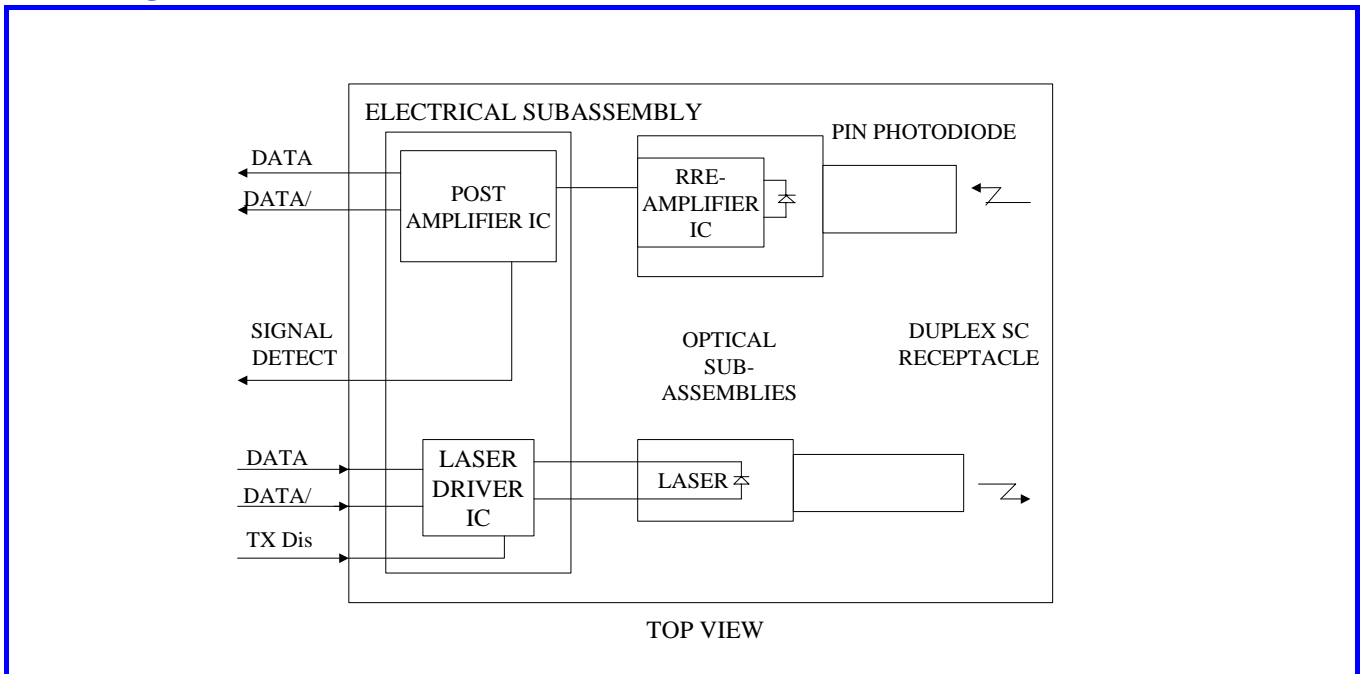 ELECTRICAL SUBASSEMBLY
PIN PHOTODIODE
DATA
DATA/
POST
AMPLIFIER IC
RRE-
AMPLIFIER
IC
SIGNAL
DETECT
OPTICAL
SUB-
ASSEMBLIES
DUPLEX SC
RECEPTACLE
DATA
DATA/
TX Dis
LASER
DRIVER
IC
LASER
TOP VIEW